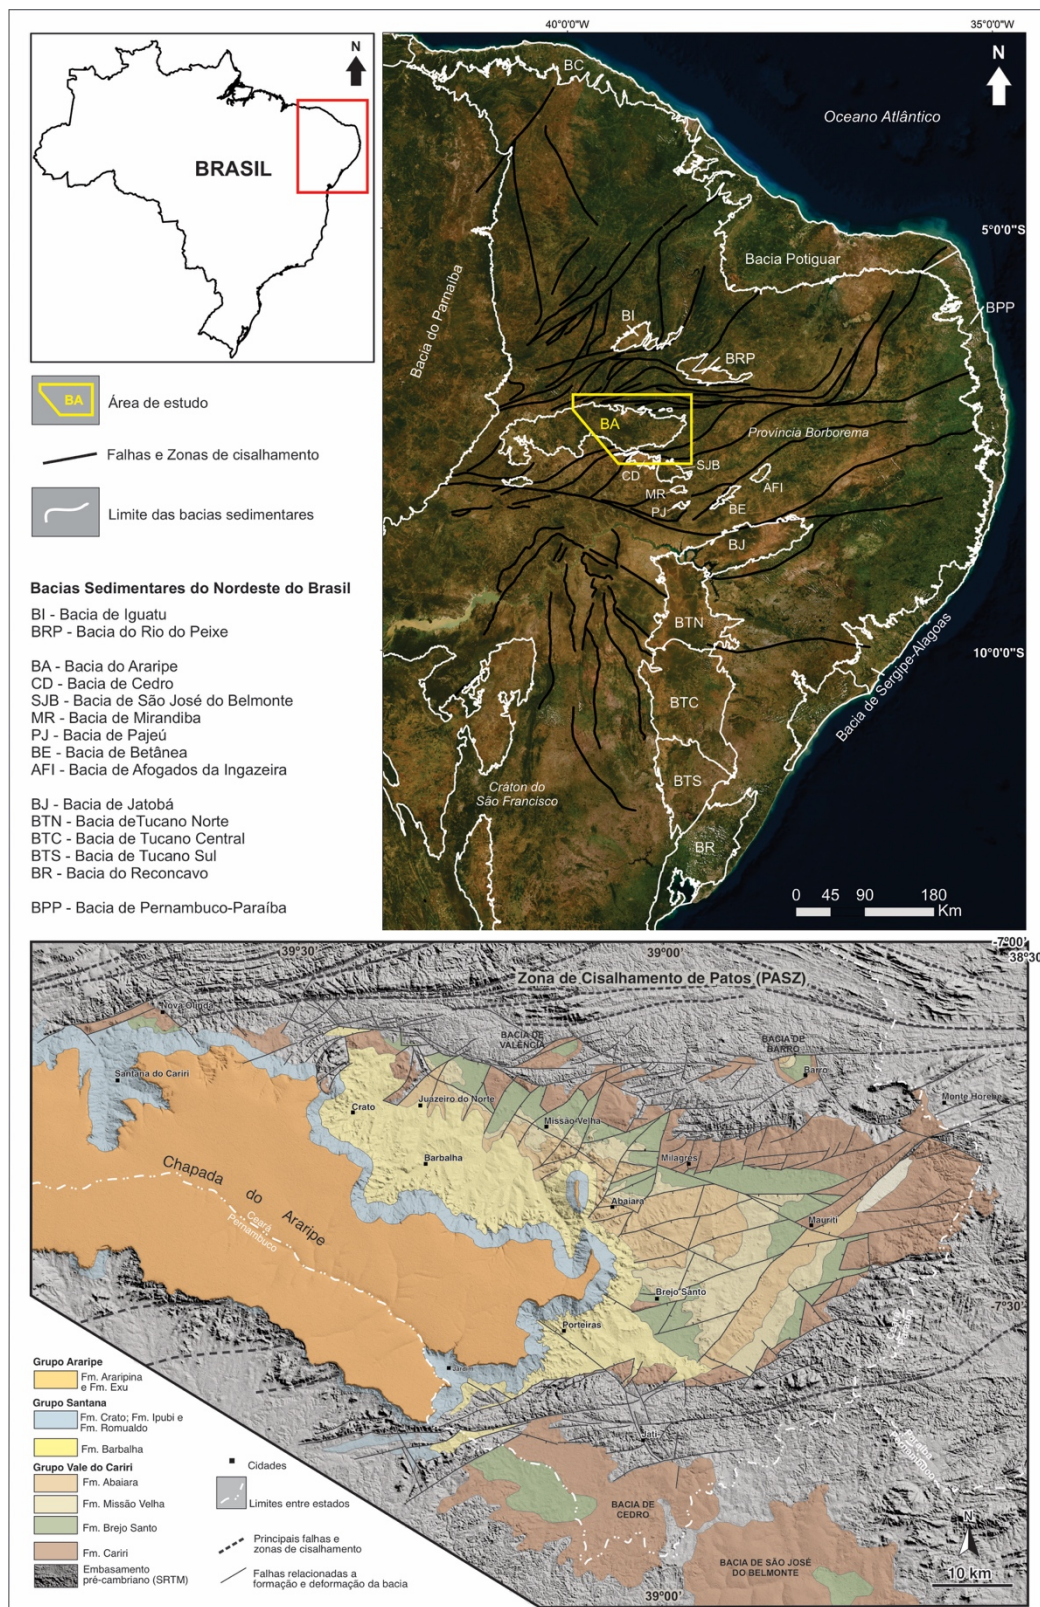 N
BRASIL
BA
Área de estudo
Falhas e Zonas de cisalhamento
Limite das bacias sedimentares
Bacias Sedimentares do Nordeste do Brasil
BI - Bacia de Iguatu
BRP - Bacia do Rio do Peixe
BA - Bacia do Araripe
CD - Bacia de Cedro
SJB - Bacia de São José do Belmonte
MR - Bacia de Mirandiba
PJ - Bacia de Pajeú
BE - Bacia de Betânea
AFI - Bacia de Afogados da Ingazeira
BJ - Bacia de Jatobá
BTN - Bacia deTucano Norte
BTC - Bacia de Tucano Central
BTS - Bacia de Tucano Sul
BR - Bacia do Reconcavo
BPP - Bacia de Pernambuco-Paraíba
40°0'0"W
35°0'0"W
BC
N
Oceano Atlântico
5°0'0"S
Bacia Potiguar
Bacia do Parnaíba
BPP
BI
BRP
BA
Província Borborema
SJB
CD
AFI
MR
BE
PJ
BJ
BTN
10°0'0"S
Bacia de Sergipe-Alagoas
BTC
BTS
Cráton do
São Francisco
BR
0 45 90 180
Km
39°30'
39°00'
-7°00'
38°30'
Zona de Cisalhamento de Patos (PASZ)
Nova Olinda
BACIA DE
VALÊNCIA
BACIA DE
BARRO
Barro
Santana do Cariri
Monte Horebe
Crato
Juazeiro do Norte
Missão Velha
Barbalha
Milagres
Chapada do Araripe
Ceará
Pernambuco
Abaiara
Mauriti
Brejo Santo
-7°30'
Porteiras
Jardim
Jati
Grupo Araripe
Fm. Araripina
e Fm. Exu
Grupo Santana
Fm. Crato; Fm. Ipubi e
Fm. Romualdo
Fm. Barbalha
Grupo Vale do Cariri
Fm. Abaiara
Fm. Missão Velha
Fm. Brejo Santo
Fm. Cariri
Embasamento
pré-cambriano (SRTM)
Cidades
Limites entre estados
Principais falhas e
zonas de cisalhamento
Falhas relacionadas a
formação e deformação da bacia
BACIA DE
CEDRO
BACIA DE SÃO JOSÉ
DO BELMONTE
Paraíba
Pernambuco
N
10 km
39°00'